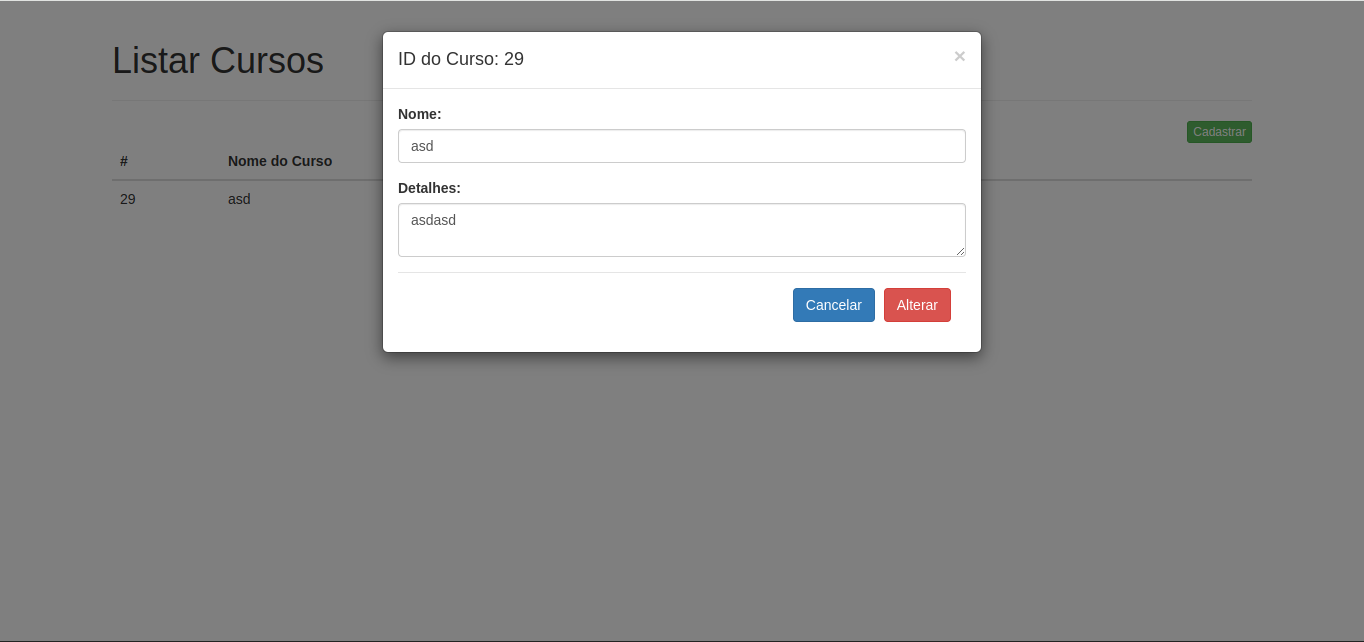 Listar Cursos
Cadastrar
# Nome do Curso
29 asd
ID do Curso: 29 ×
Nome:
asd
Detalhes:
asdasd
Cancelar Alterar